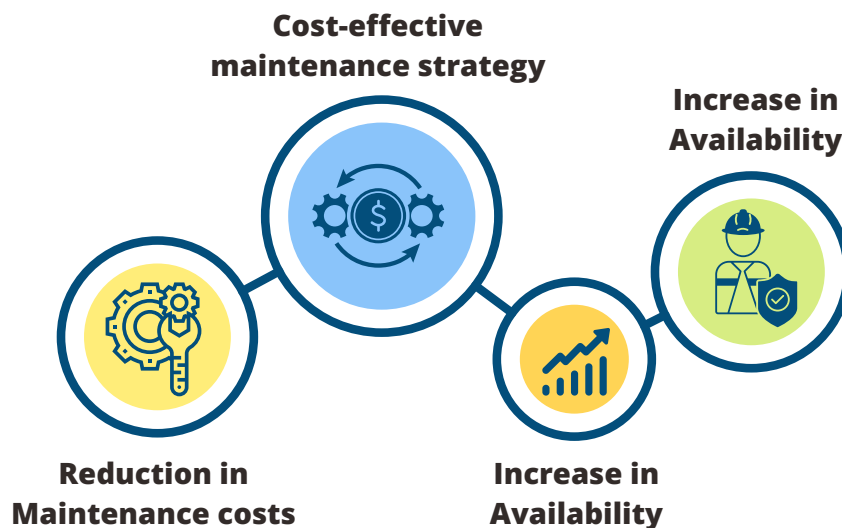 Cost-effective
maintenance strategy
Increase in
Availability
$
Reduction in
Maintenance costs
Increase in
Availability